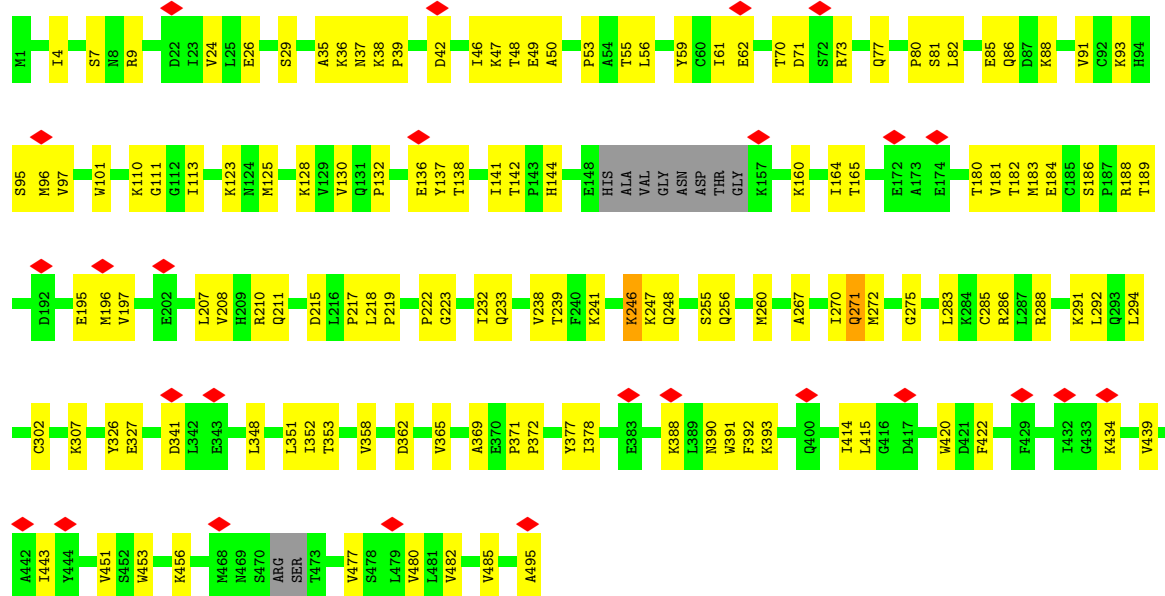 M1 I4 S7 N8 R9 D22 I23 V24 L25 E26 S29 A35 K36 N37 K38 P39 D42 I46 K47 T48 E49 A50 P53 A54 T55 L56 Y59 C60 I61 E62 T70 D71 S72 R73 Q77 P80 S81 L82 E85 Q86 D87 K88 V91 C92 K93 H94
S95 M96 V97 W101 K110 G111 G112 I113 K123 N124 M125 K128 V129 V130 Q131 P132 E136 Y137 T138 I141 T142 P143 H144 E148 HIS ALA VAL GLY ASN ASP THR GLY K157 K160 I164 T165 E172 A173 E174 T180 V181 T182 M183 E184 C185 S186 P187 R188 T189
D192 E195 M196 V197 E202 L207 V208 H209 R210 Q211 D215 L216 P217 L218 P219 P222 G223 I232 Q233 V238 T239 F240 K241 K246 K247 Q248 S255 Q256 M260 A267 I270 Q271 M272 G275 L283 K284 C285 R286 L287 R288 K291 L292 Q293 L294
C302 K307 Y326 E327 D341 L342 E343 L348 L351 I352 T353 V358 D362 V365 A369 E370 P371 P372 Y377 I378 E383 K388 L389 N390 W391 F392 K393 Q400 I414 L415 G416 D417 W420 D421 F422 F429 I432 G433 K434 V439
A442 I443 Y444 V451 S452 W453 K456 M468 N469 S470 ARG SER T473 V477 S478 L479 V480 L481 V482 V485 A495